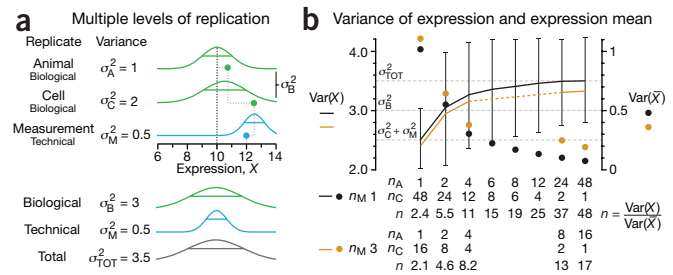 a Multiple levels of replication
Replicate Variance
Animal
Biological
σ²A = 1
Cell
Biological
σ²C = 2
σ²B
Measurement
Technical
σ²M = 0.5
6 8 10 12 14
Expression, X
Biological σ²B = 3
Technical σ²M = 0.5
Total σ²TOT = 3.5
b Variance of expression and expression mean
4.0
3.0
2.0
Var(X)
σ²TOT
σ²B
σ²C + σ²M
1
0.5
0
Var(X̄)
nA 1 2 4 6 8 12 24 48
nM 1 nC 48 24 12 8 6 4 2 1
n 2.4 5.5 11 15 19 25 37 48
n = Var(X) / Var(X̄)
nA 1 2 4 8 16
nM 3 nC 16 8 4 2 1
n 2.1 4.6 8.2 13 17